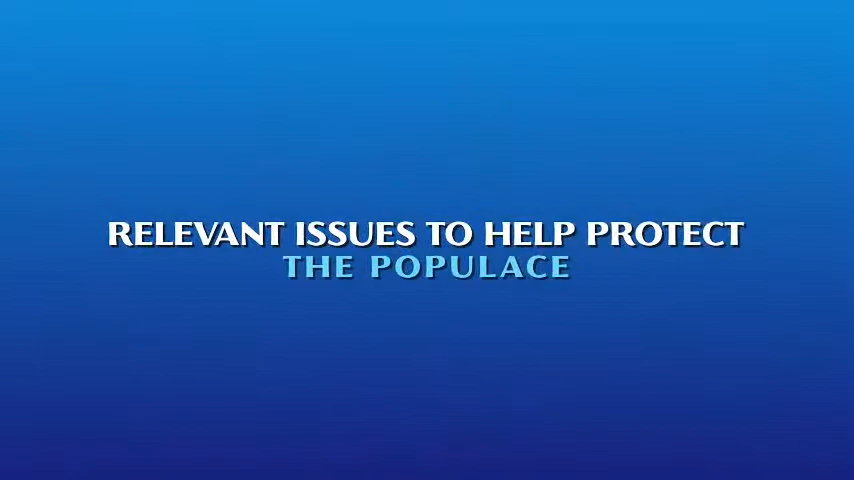 RELEVANT ISSUES TO HELP PROTECT
THE POPULACE